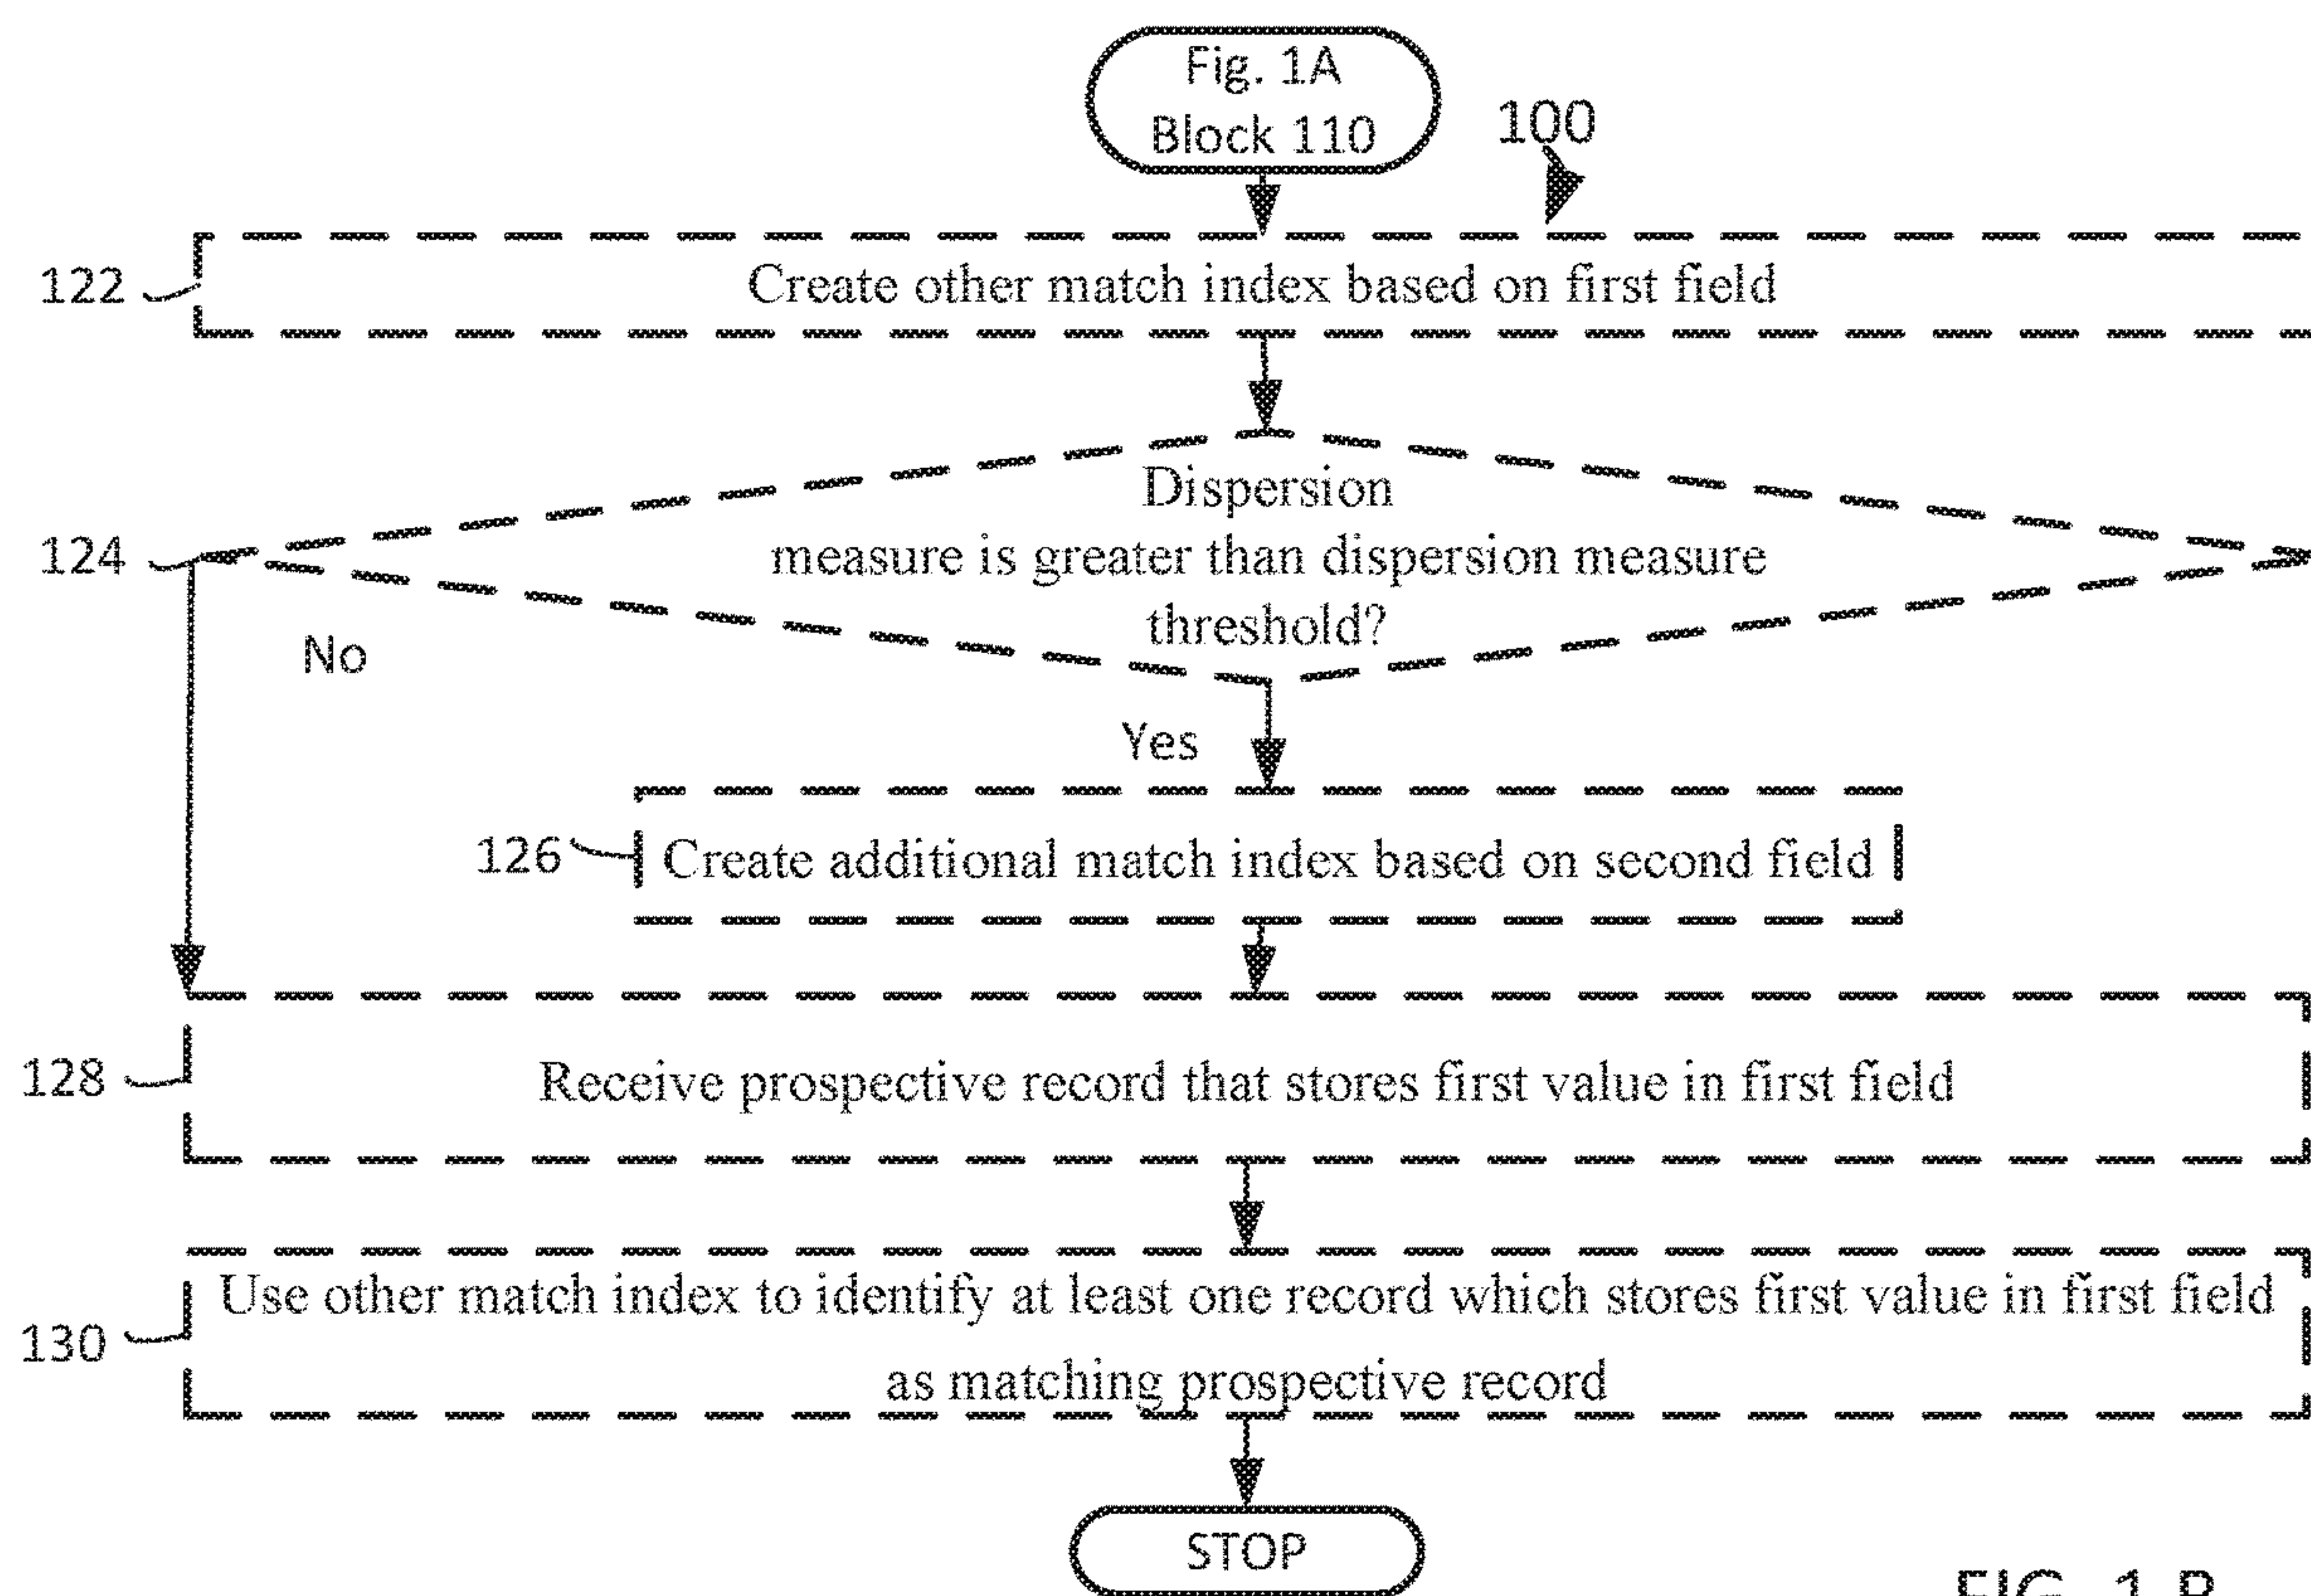 Fig. 1A
Block 110
100
122
Create other match index based on first field
Dispersion
124
measure is greater than dispersion measure
threshold?
No
Yes
126
Create additional match index based on second field
128
Receive prospective record that stores first value in first field
Use other match index to identify at least one record which stores first value in first field
130
as matching prospective record
STOP
FIG. 1 B